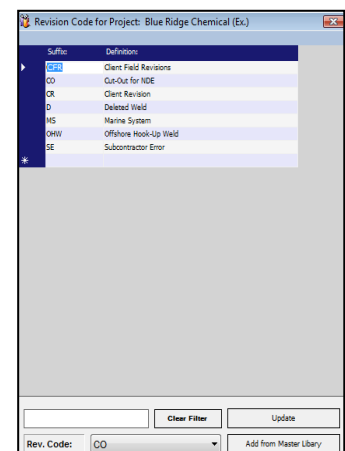 Revision Code for Project: Blue Ridge Chemical (Ex.)
Suffix: Definition:
CFR Client Field Revisions
CO Cut-Out for NDE
CR Client Revision
D Deleted Weld
MS Marine System
OHW Offshore Hook-Up Weld
SE Subcontractor Error
Clear Filter Update
Rev. Code: CO Add from Master Libary